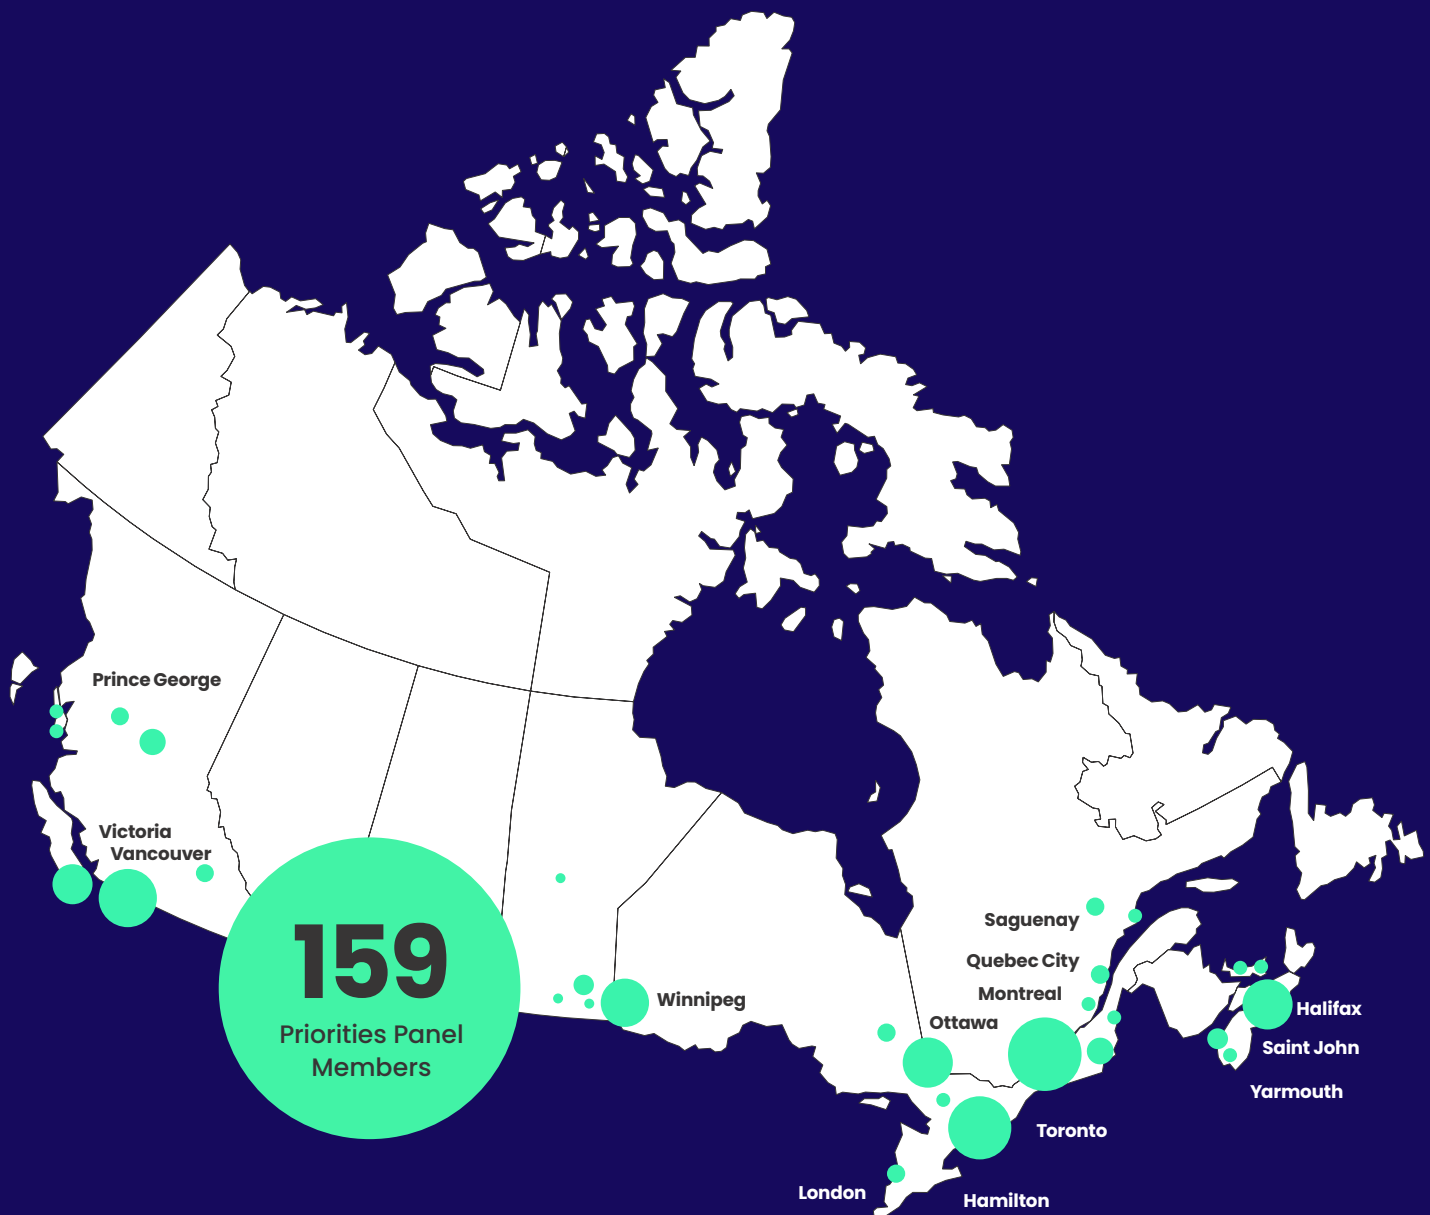 Prince George
Victoria
Vancouver
159
Priorities Panel
Members
Winnipeg
Saguenay
Quebec City
Montreal
Ottawa
Halifax
Saint John
Yarmouth
Toronto
London
Hamilton